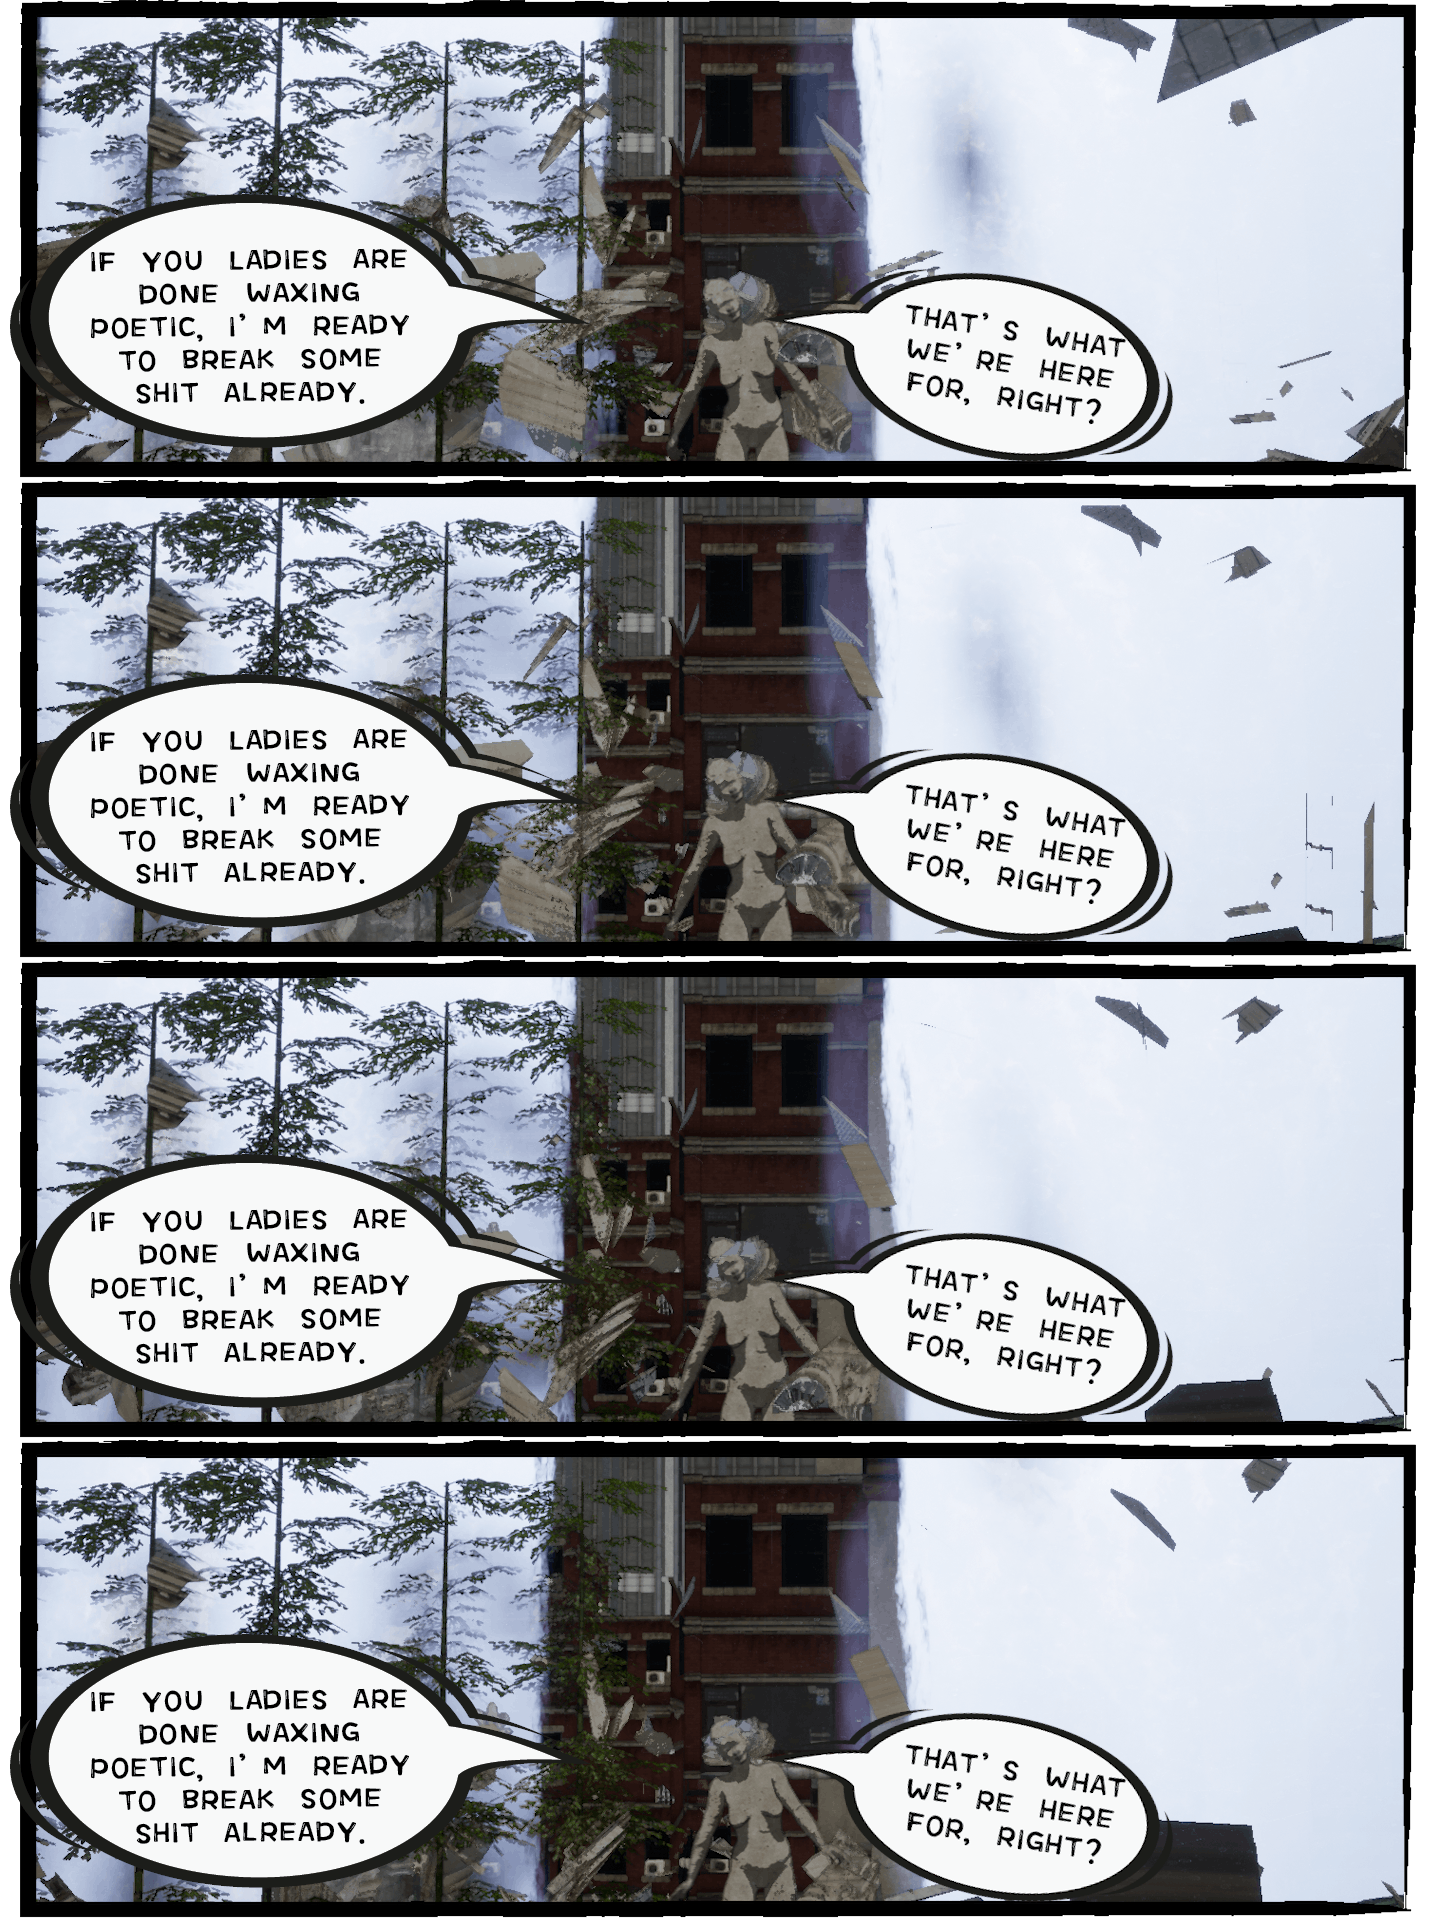 IF YOU LADIES ARE
DONE WAXING
POETIC, I'M READY
TO BREAK SOME
SHIT ALREADY.
THAT'S WHAT
WE'RE HERE
FOR, RIGHT?
IF YOU LADIES ARE
DONE WAXING
POETIC, I'M READY
TO BREAK SOME
SHIT ALREADY.
THAT'S WHAT
WE'RE HERE
FOR, RIGHT?
IF YOU LADIES ARE
DONE WAXING
POETIC, I'M READY
TO BREAK SOME
SHIT ALREADY.
THAT'S WHAT
WE'RE HERE
FOR, RIGHT?
IF YOU LADIES ARE
DONE WAXING
POETIC, I'M READY
TO BREAK SOME
SHIT ALREADY.
THAT'S WHAT
WE'RE HERE
FOR, RIGHT?